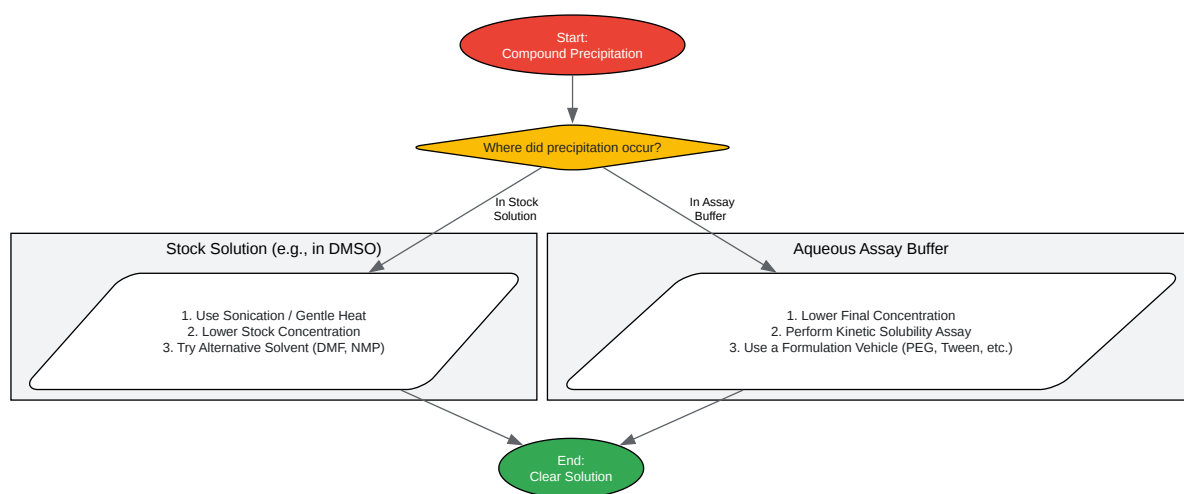 Start:
Compound Precipitation
Where did precipitation occur?
In Stock
Solution
In Assay
Buffer
Stock Solution (e.g., in DMSO)
1. Use Sonication / Gentle Heat
2. Lower Stock Concentration
3. Try Alternative Solvent (DMF, NMP)
Aqueous Assay Buffer
1. Lower Final Concentration
2. Perform Kinetic Solubility Assay
3. Use a Formulation Vehicle (PEG, Tween, etc.)
End:
Clear Solution